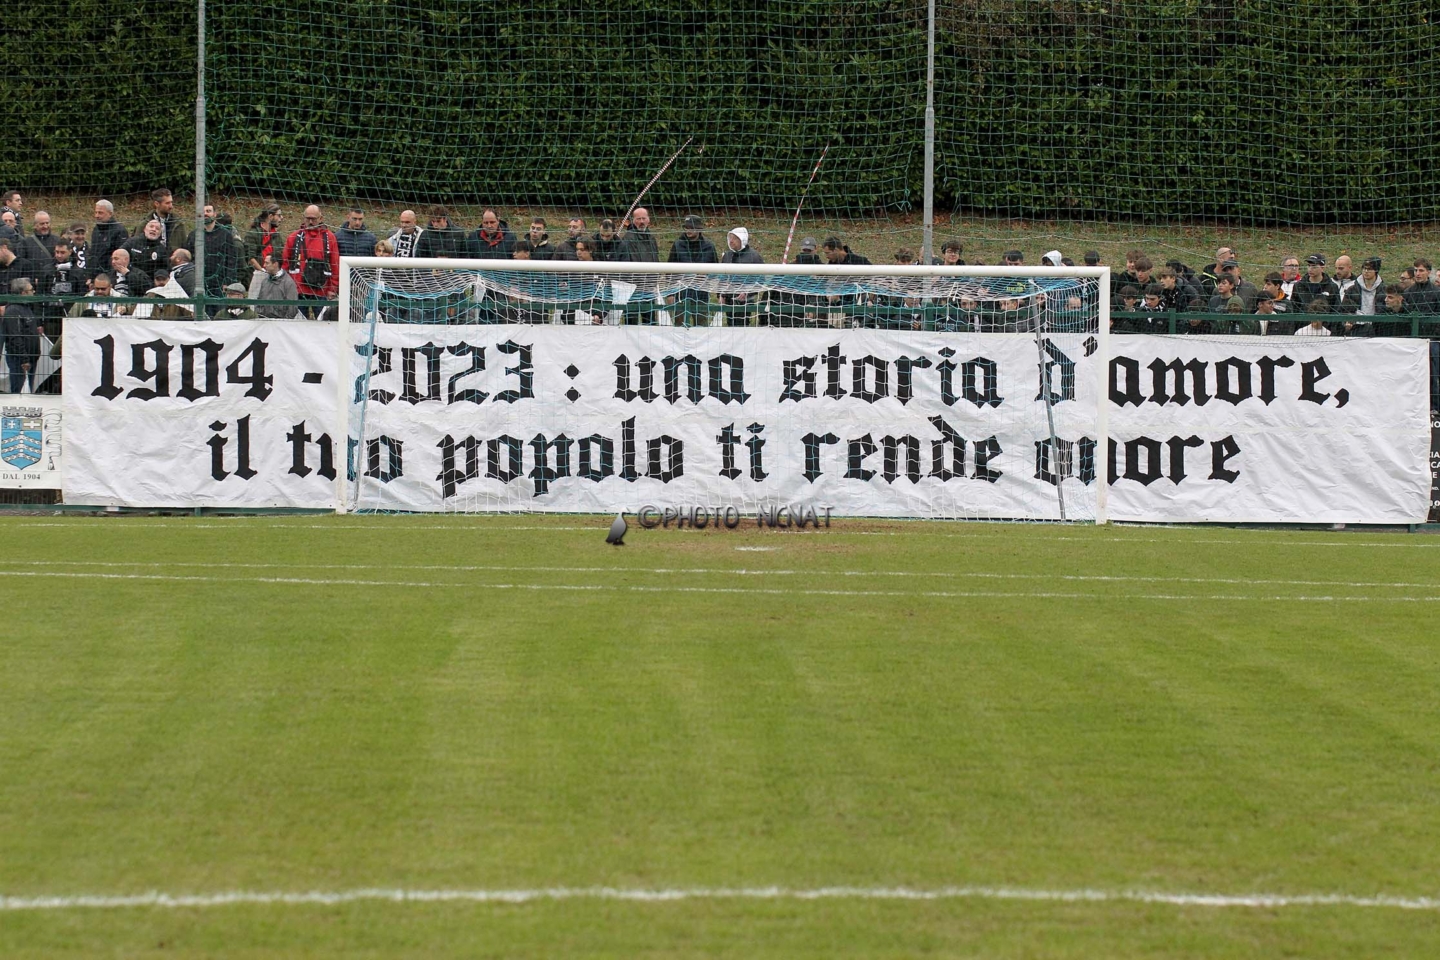 1904 - 2023 : una storia d'amore,
il tuo popolo ti rende onore
DAL 1904
©PHOTO NICNAT